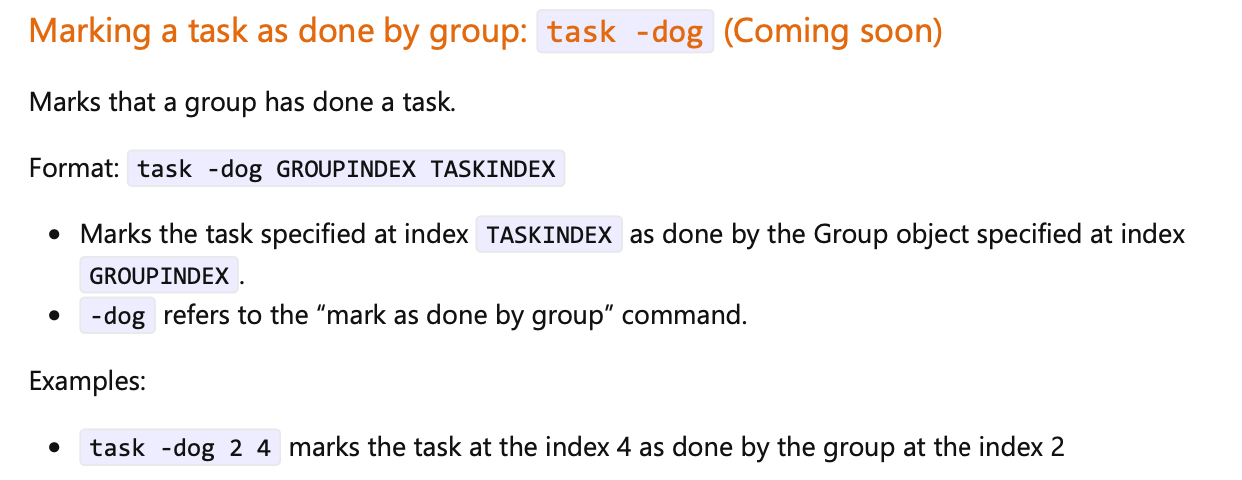 Marking a task as done by group: task -dog (Coming soon)
Marks that a group has done a task.
Format: task -dog GROUPINDEX TASKINDEX
• Marks the task specified at index TASKINDEX as done by the Group object specified at index
GROUPINDEX.
• -dog refers to the “mark as done by group” command.
Examples:
• task -dog 2 4 marks the task at the index 4 as done by the group at the index 2